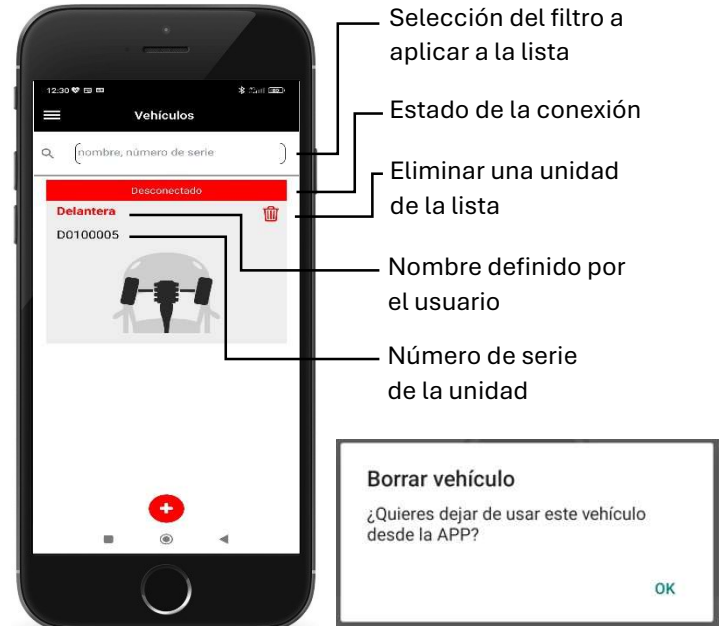 Selección del filtro a
aplicar a la lista
12:30
Vehículos
Estado de la conexión
nombre, número de serie
Eliminar una unidad
de la lista
Desconectado
Delantera
D0100005
Nombre definido por
el usuario
Número de serie
de la unidad
Borrar vehículo
¿Quieres dejar de usar este vehículo
desde la APP?
OK